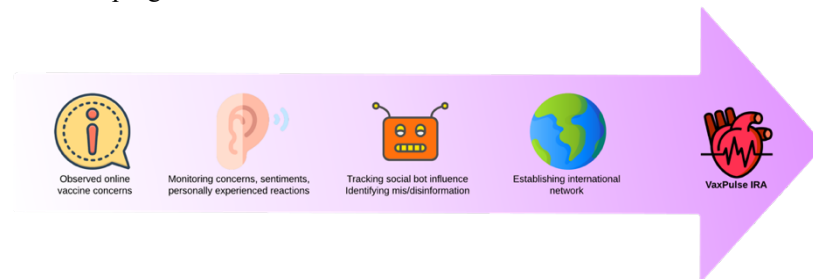 Observed online
vaccine concerns
Monitoring concerns, sentiments,
personally experienced reactions
Tracking social bot influence
Identifying mis/disinformation
Establishing international
network
VaxPulse IRA